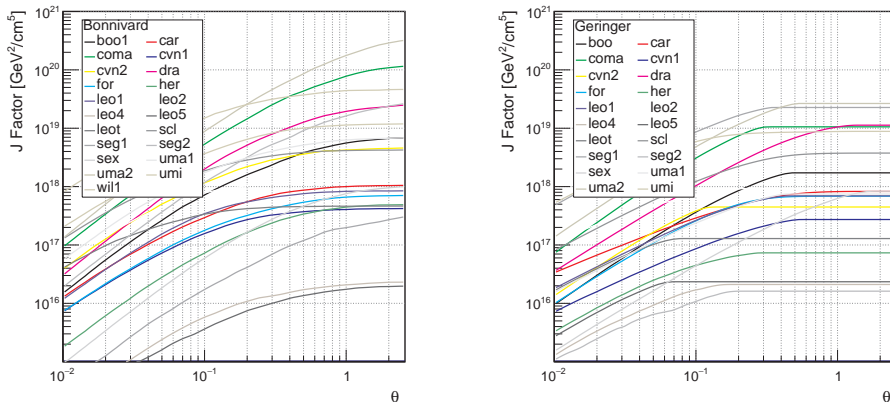 Bonnivard
boo1 car
coma cvn1
cvn2 dra
for her
leo1 leo2
leo4 leo5
leot scl
seg1 seg2
sex uma1
uma2 umi
wil1
J Factor [GeV²/cm⁵]
10²¹
10²⁰
10¹⁹
10¹⁸
10¹⁷
10¹⁶
10⁻² 10⁻¹ 1
θ
Geringer
boo car
coma cvn1
cvn2 dra
for her
leo1 leo2
leo4 leo5
leot scl
seg1 seg2
sex uma1
uma2 umi
J Factor [GeV²/cm⁵]
10²¹
10²⁰
10¹⁹
10¹⁸
10¹⁷
10¹⁶
10⁻² 10⁻¹ 1
θ